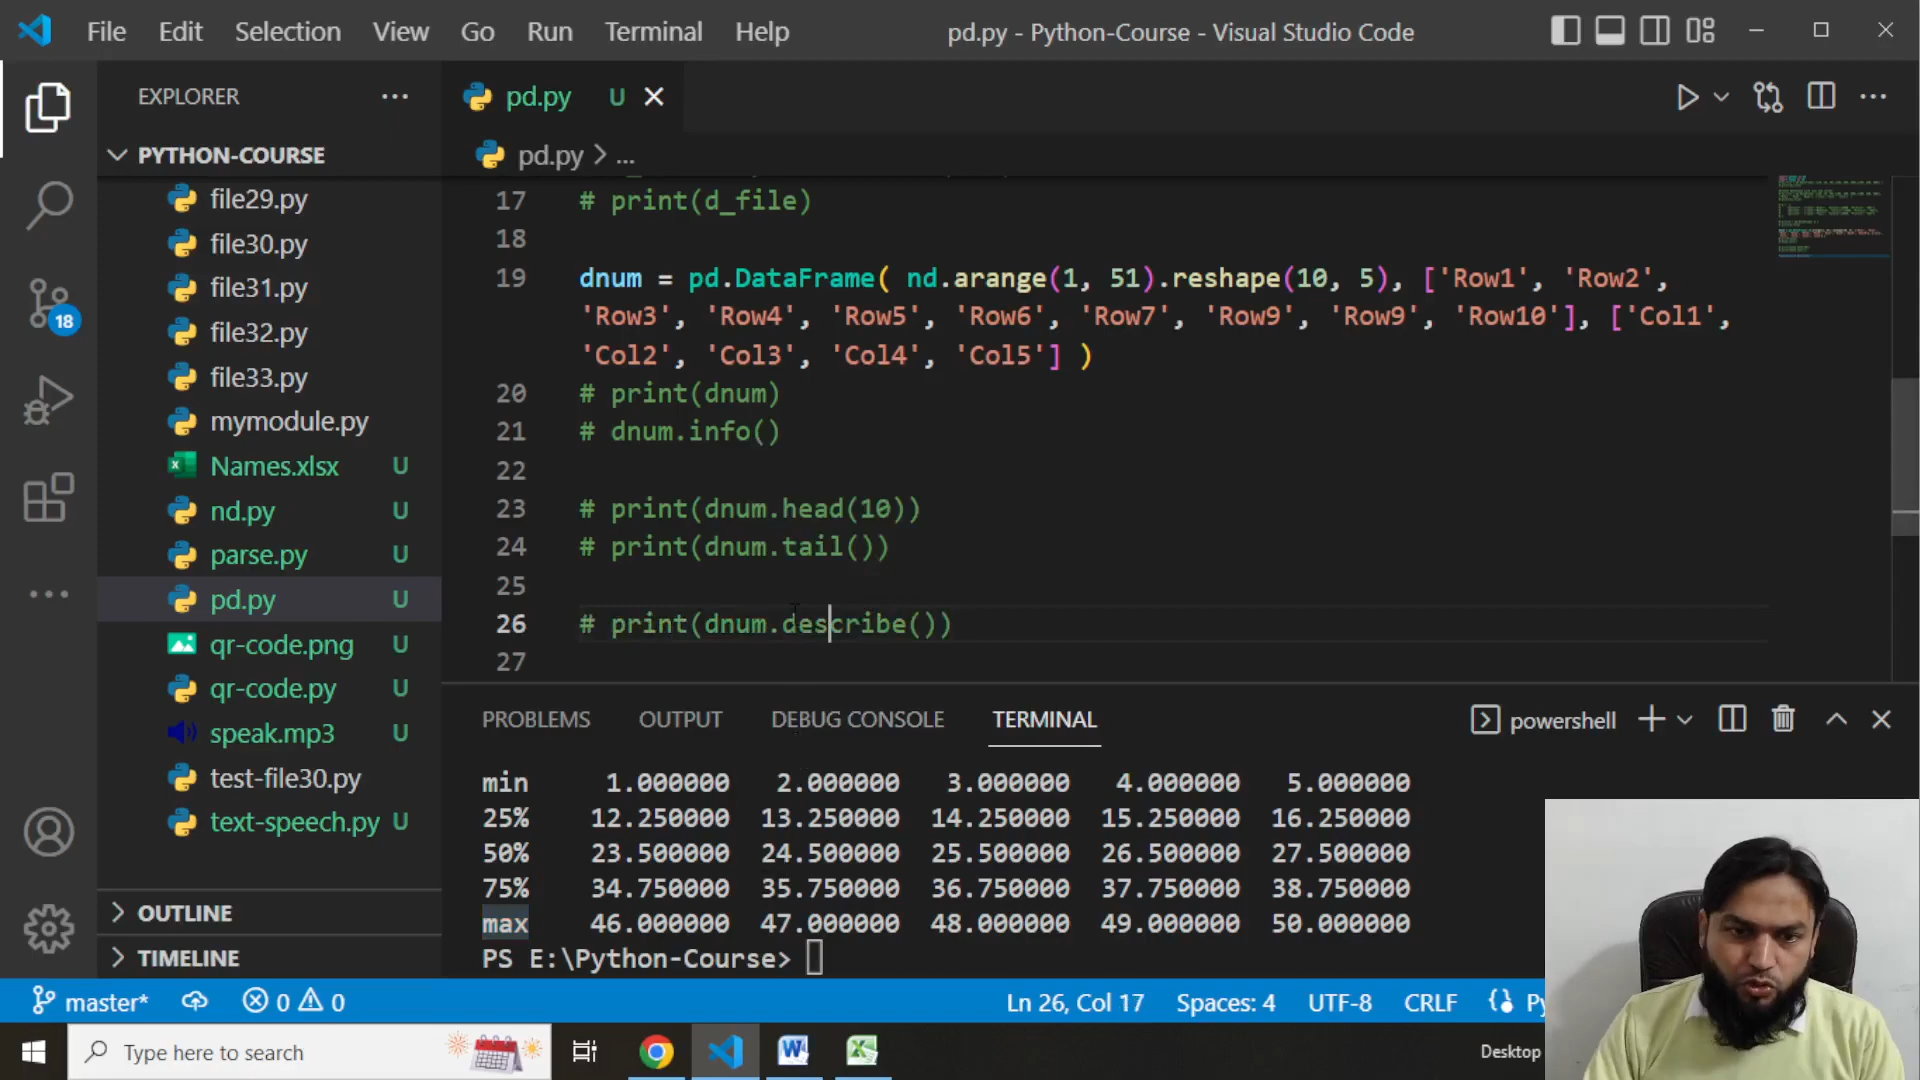 File Edit Selection View Go Run Terminal Help pd.py - Python-Course - Visual Studio Code
EXPLORER ···
PYTHON-COURSE
file29.py
file30.py
file31.py
file32.py
file33.py
mymodule.py
Names.xlsx U
nd.py U
parse.py U
pd.py U
qr-code.png U
qr-code.py U
speak.mp3 U
test-file30.py
text-speech.py U
OUTLINE
TIMELINE
18
pd.py U
pd.py > ...
17 # print(d_file)
18
19 dnum = pd.DataFrame( nd.arange(1, 51).reshape(10, 5), ['Row1', 'Row2',
'Row3', 'Row4', 'Row5', 'Row6', 'Row7', 'Row9', 'Row9', 'Row10'], ['Col1',
'Col2', 'Col3', 'Col4', 'Col5'] )
20 # print(dnum)
21 # dnum.info()
22
23 # print(dnum.head(10))
24 # print(dnum.tail())
25
26 # print(dnum.describe())
27
PROBLEMS OUTPUT DEBUG CONSOLE TERMINAL powershell
min 1.000000 2.000000 3.000000 4.000000 5.000000
25% 12.250000 13.250000 14.250000 15.250000 16.250000
50% 23.500000 24.500000 25.500000 26.500000 27.500000
75% 34.750000 35.750000 36.750000 37.750000 38.750000
max 46.000000 47.000000 48.000000 49.000000 50.000000
PS E:\Python-Course>
master* 0 0 Ln 26, Col 17 Spaces: 4 UTF-8 CRLF Py
Type here to search Desktop